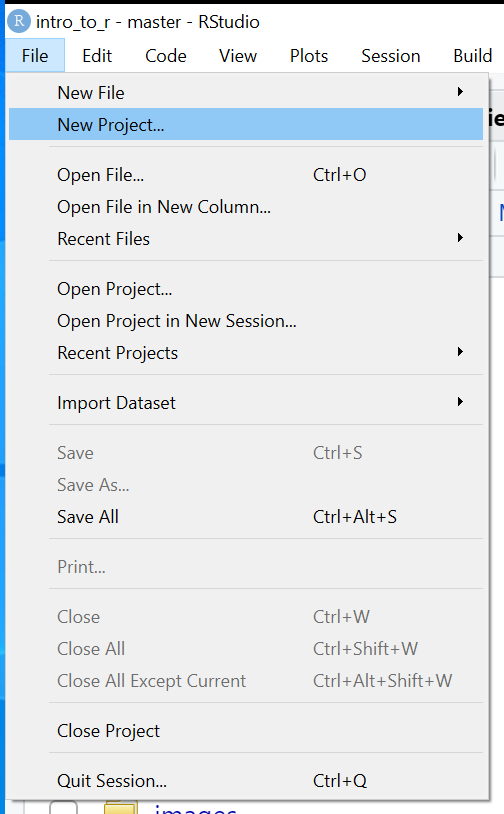 R intro_to_r - master - RStudio
File Edit Code View Plots Session Build
New File
New Project...
Open File... Ctrl+O
Open File in New Column...
Recent Files
Open Project...
Open Project in New Session...
Recent Projects
Import Dataset
Save Ctrl+S
Save As...
Save All Ctrl+Alt+S
Print...
Close Ctrl+W
Close All Ctrl+Shift+W
Close All Except Current Ctrl+Alt+Shift+W
Close Project
Quit Session... Ctrl+Q
images